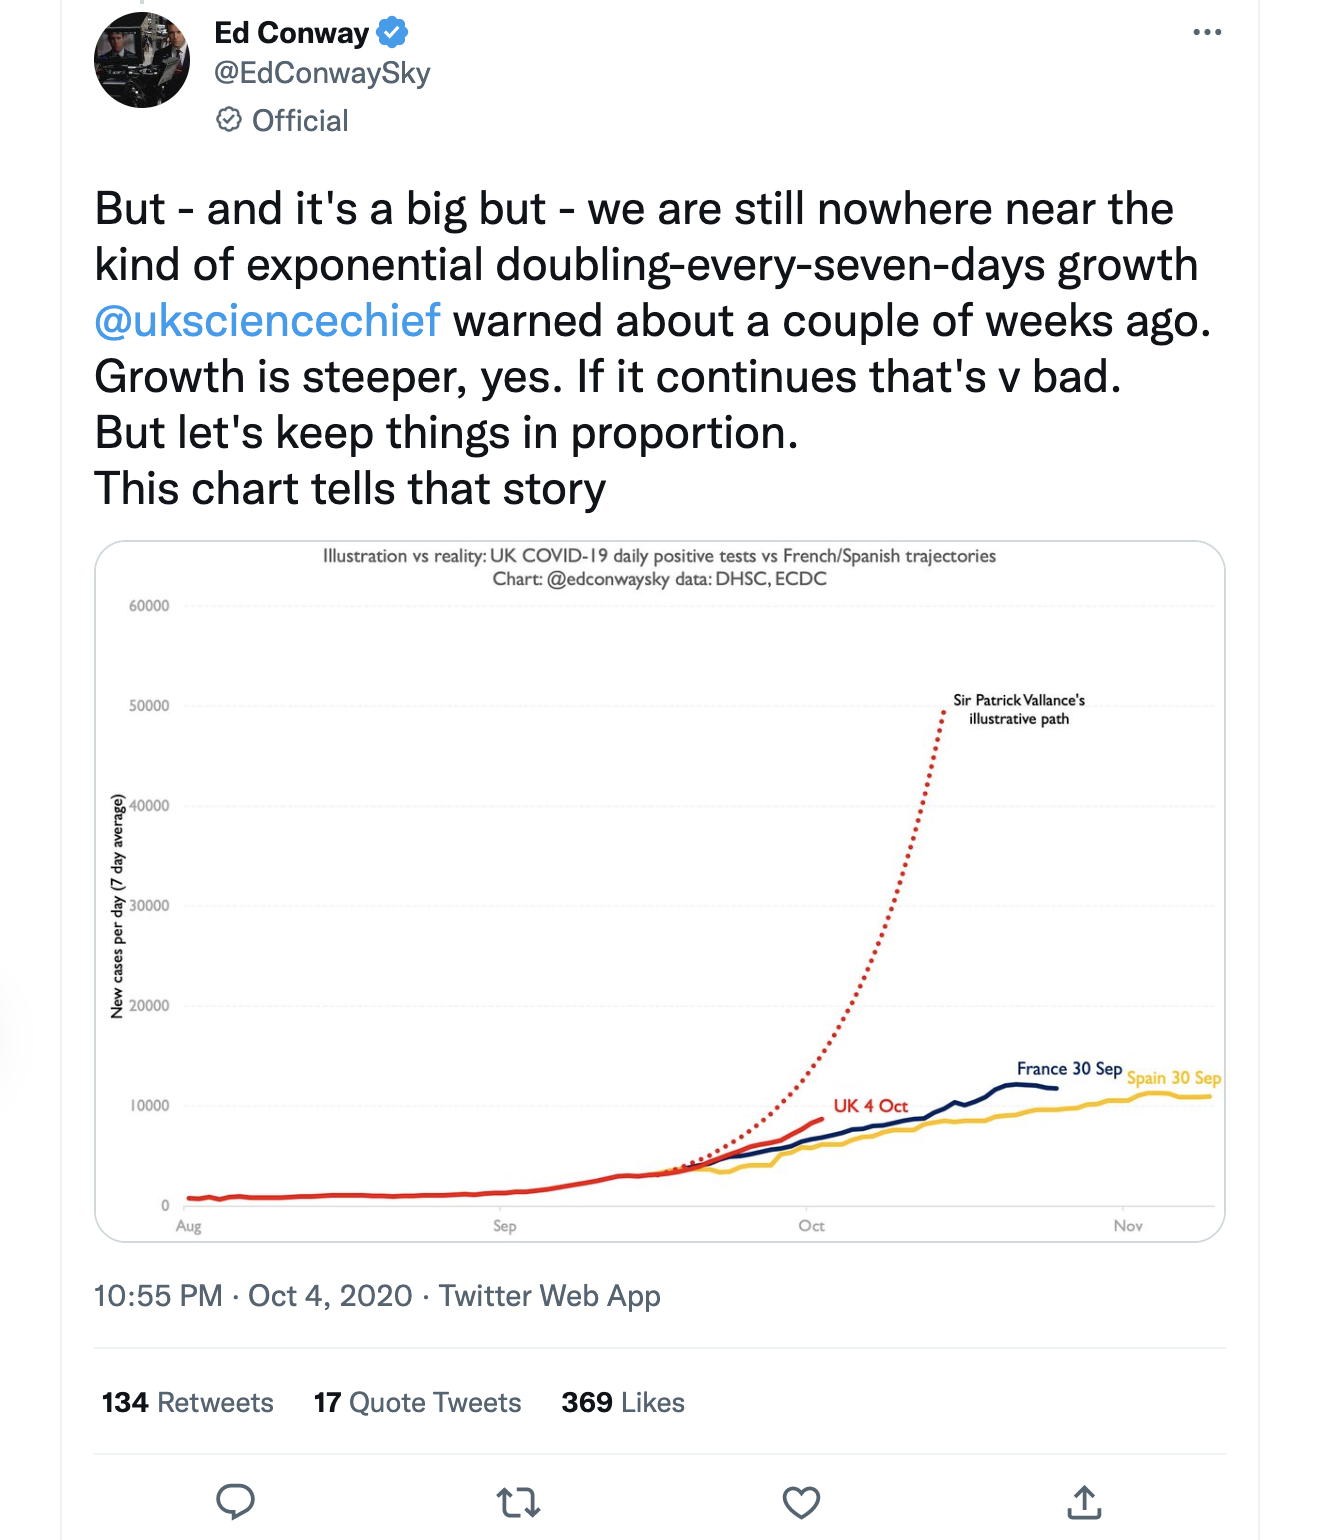 Ed Conway
@EdConwaySky
Official
But - and it's a big but - we are still nowhere near the
kind of exponential doubling-every-seven-days growth
@uksciencechief warned about a couple of weeks ago.
Growth is steeper, yes. If it continues that's v bad.
But let's keep things in proportion.
This chart tells that story
Illustration vs reality: UK COVID-19 daily positive tests vs French/Spanish trajectories
Chart: @edconwaysky data: DHSC, ECDC
New cases per day (7 day average)
60000
50000
40000
30000
20000
10000
0
Sir Patrick Vallance's
illustrative path
France 30 Sep
Spain 30 Sep
UK 4 Oct
Aug
Sep
Oct
Nov
10:55 PM · Oct 4, 2020 · Twitter Web App
134 Retweets 17 Quote Tweets 369 Likes